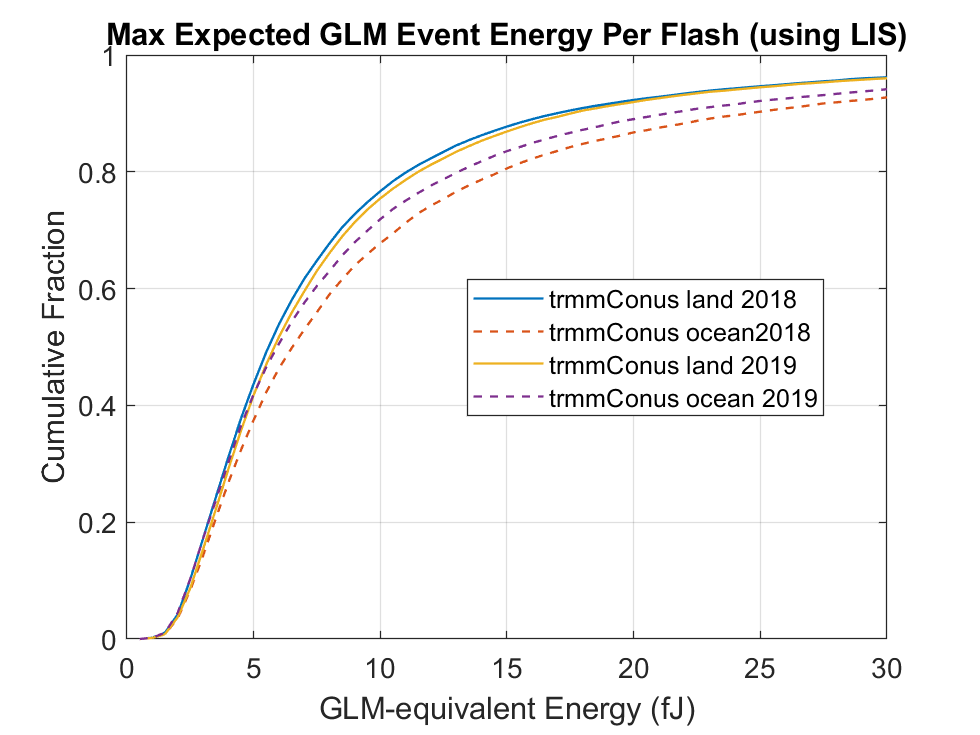 Max Expected GLM Event Energy Per Flash (using LIS)
1
0.8
0.6
0.4
0.2
0
Cumulative Fraction
trmmConus land 2018
trmmConus ocean2018
trmmConus land 2019
trmmConus ocean 2019
0 5 10 15 20 25 30
GLM-equivalent Energy (fJ)